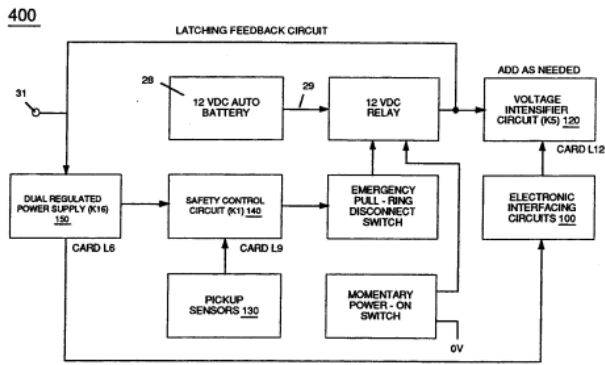 400
LATCHING FEEDBACK CIRCUIT
31
28
12 VDC AUTO
BATTERY
29
12 VDC
RELAY
ADD AS NEEDED
VOLTAGE
INTENSIFIER
CIRCUIT (K5) 120
CARD L12
DUAL REGULATED
POWER SUPPLY (K16)
150
CARD L6
SAFETY CONTROL
CIRCUIT (K1) 140
CARD L9
EMERGENCY
PULL - RING
DISCONNECT
SWITCH
ELECTRONIC
INTERFACING
CIRCUITS 100
PICKUP
SENSORS 130
MOMENTARY
POWER - ON
SWITCH
0V